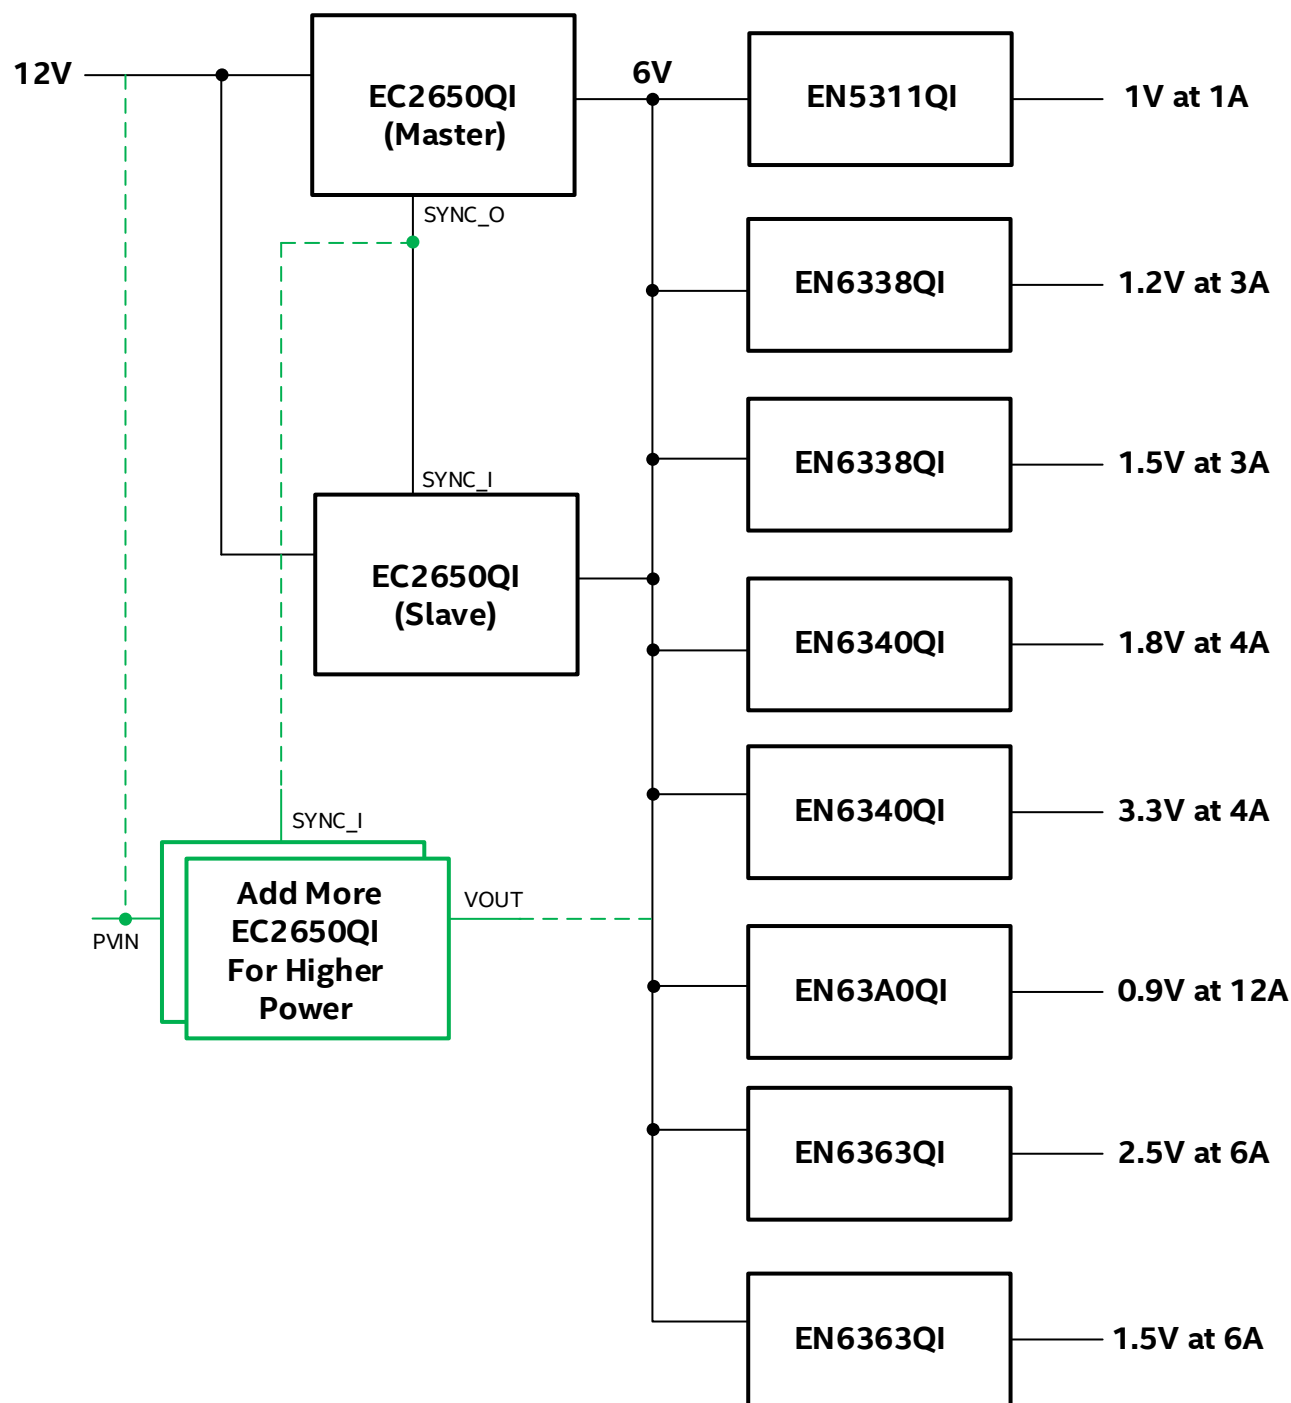 12V
EC2650QI
(Master)
6V
EN5311QI
1V at 1A
SYNC_O
EN6338QI
1.2V at 3A
EN6338QI
1.5V at 3A
SYNC_I
EC2650QI
(Slave)
EN6340QI
1.8V at 4A
SYNC_I
EN6340QI
3.3V at 4A
Add More
EC2650QI
For Higher
Power
VOUT
PVIN
EN63A0QI
0.9V at 12A
EN6363QI
2.5V at 6A
EN6363QI
1.5V at 6A